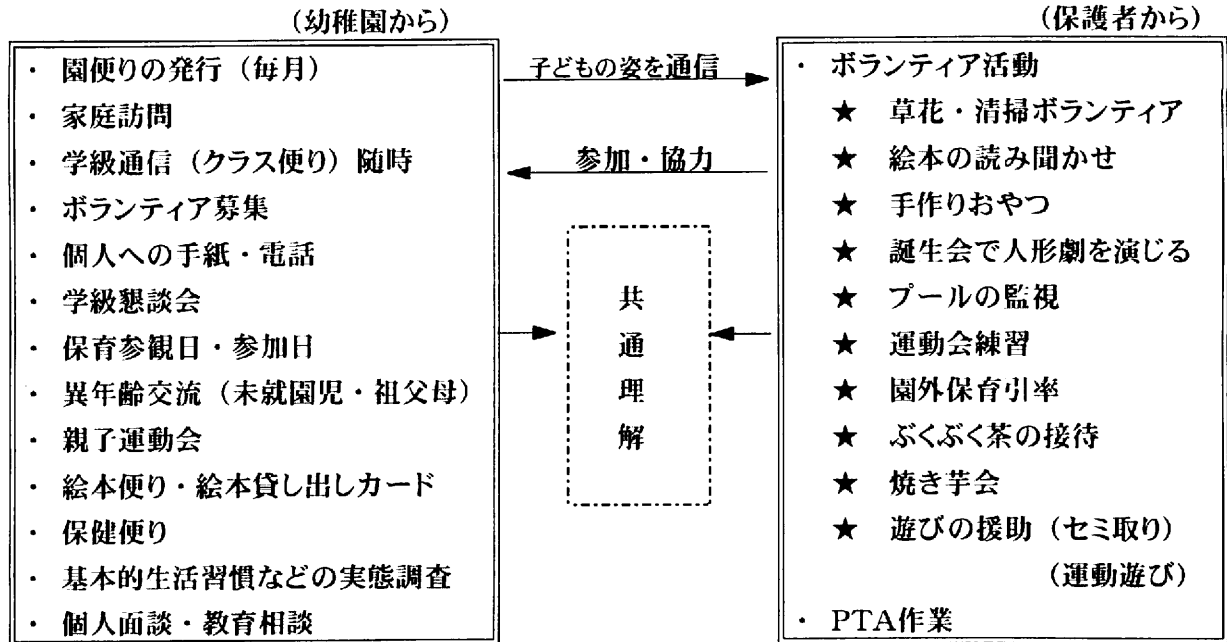 (幼稚園から)
・ 園便りの発行(毎月)
・ 家庭訪問
・ 学級通信(クラス便り)随時
・ ボランティア募集
・ 個人への手紙・電話
・ 学級懇談会
・ 保育参観日・参加日
・ 異年齢交流(未就園児・祖父母)
・ 親子運動会
・ 絵本便り・絵本貸し出しカード
・ 保健便り
・ 基本的生活習慣などの実態調査
・ 個人面談・教育相談
子どもの姿を通信
参加・協力
共
通
理
解
(保護者から)
・ ボランティア活動
★ 草花・清掃ボランティア
★ 絵本の読み聞かせ
★ 手作りおやつ
★ 誕生会で人形劇を演じる
★ プールの監視
★ 運動会練習
★ 園外保育引率
★ ぶくぶく茶の接待
★ 焼き芋会
★ 遊びの援助(セミ取り)
(運動遊び)
・ PTA作業